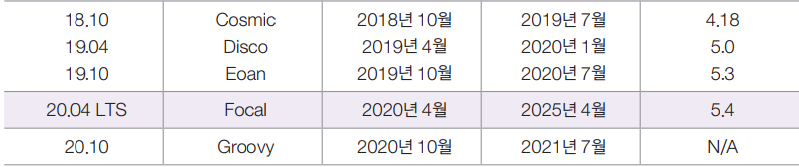 18.10 Cosmic 2018년 10월 2019년 7월 4.18
19.04 Disco 2019년 4월 2020년 1월 5.0
19.10 Eoan 2019년 10월 2020년 7월 5.3
20.04 LTS Focal 2020년 4월 2025년 4월 5.4
20.10 Groovy 2020년 10월 2021년 7월 N/A